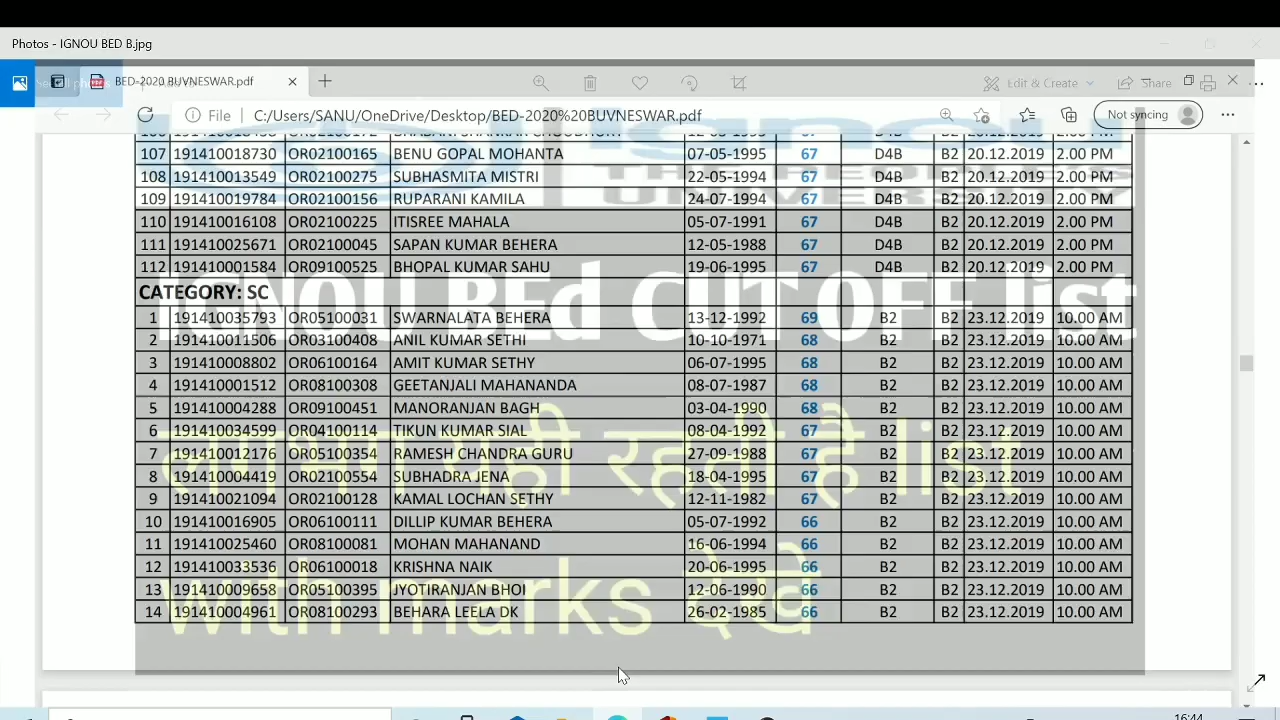 Photos - IGNOU BED B.jpg
BED-2020 BUVNESWAR.pdf
Edit & Create
Share
File C:/Users/SANU/OneDrive/Desktop/BED-2020%20BUVNESWAR.pdf
Not syncing
107 191410018730 OR02100165 BENU GOPAL MOHANTA 07-05-1995 67 D4B B2 20.12.2019 2.00 PM
108 191410013549 OR02100275 SUBHASMITA MISTRI 22-05-1994 67 D4B B2 20.12.2019 2.00 PM
109 191410019784 OR02100156 RUPARANI KAMILA 24-07-1994 67 D4B B2 20.12.2019 2.00 PM
110 191410016108 OR02100225 ITISREE MAHALA 05-07-1991 67 D4B B2 20.12.2019 2.00 PM
111 191410025671 OR02100045 SAPAN KUMAR BEHERA 12-05-1988 67 D4B B2 20.12.2019 2.00 PM
112 191410001584 OR09100525 BHOPAL KUMAR SAHU 19-06-1995 67 D4B B2 20.12.2019 2.00 PM
CATEGORY: SC
IGNOU BEd CUT OFF list
1 191410035793 OR05100031 SWARNALATA BEHERA 13-12-1992 69 B2 B2 23.12.2019 10.00 AM
2 191410011506 OR03100408 ANIL KUMAR SETHI 10-10-1971 68 B2 B2 23.12.2019 10.00 AM
3 191410008802 OR06100164 AMIT KUMAR SETHY 06-07-1995 68 B2 B2 23.12.2019 10.00 AM
4 191410001512 OR08100308 GEETANJALI MAHANANDA 08-07-1987 68 B2 B2 23.12.2019 10.00 AM
5 191410004288 OR09100451 MANORANJAN BAGH 03-04-1990 68 B2 B2 23.12.2019 10.00 AM
6 191410034599 OR04100114 TIKUN KUMAR SIAL 08-04-1992 67 B2 B2 23.12.2019 10.00 AM
लगभग यही रहती है list
7 191410012176 OR05100354 RAMESH CHANDRA GURU 27-09-1988 67 B2 B2 23.12.2019 10.00 AM
8 191410004419 OR02100554 SUBHADRA JENA 18-04-1995 67 B2 B2 23.12.2019 10.00 AM
9 191410021094 OR02100128 KAMAL LOCHAN SETHY 12-11-1982 67 B2 B2 23.12.2019 10.00 AM
10 191410016905 OR06100111 DILLIP KUMAR BEHERA 05-07-1992 66 B2 B2 23.12.2019 10.00 AM
11 191410025460 OR08100081 MOHAN MAHANAND 16-06-1994 66 B2 B2 23.12.2019 10.00 AM
12 191410033536 OR06100018 KRISHNA NAIK 20-06-1995 66 B2 B2 23.12.2019 10.00 AM
13 191410009658 OR05100395 JYOTIRANJAN BHOI 12-06-1990 66 B2 B2 23.12.2019 10.00 AM
with marks देखे
14 191410004961 OR08100293 BEHARA LEELA DK 26-02-1985 66 B2 B2 23.12.2019 10.00 AM
16:44